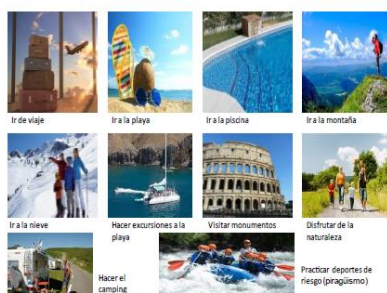 Ir de viaje
Ir a la playa
Ir a la piscina
Ir a la montaña
Ir a la nieve
Hacer excursiones a la
playa
Visitar monumentos
Disfrutar de la
naturaleza
Hacer el
camping
Practicar deportes de
riesgo (piragüismo)